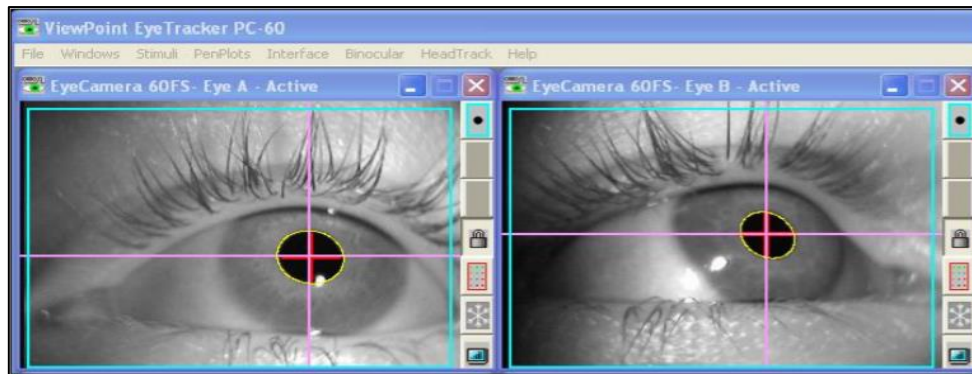 ViewPoint EyeTracker PC-60
File Windows Stimuli PenPlots Interface Binocular HeadTrack Help
EyeCamera 60FS- Eye A - Active
EyeCamera 60FS- Eye B - Active